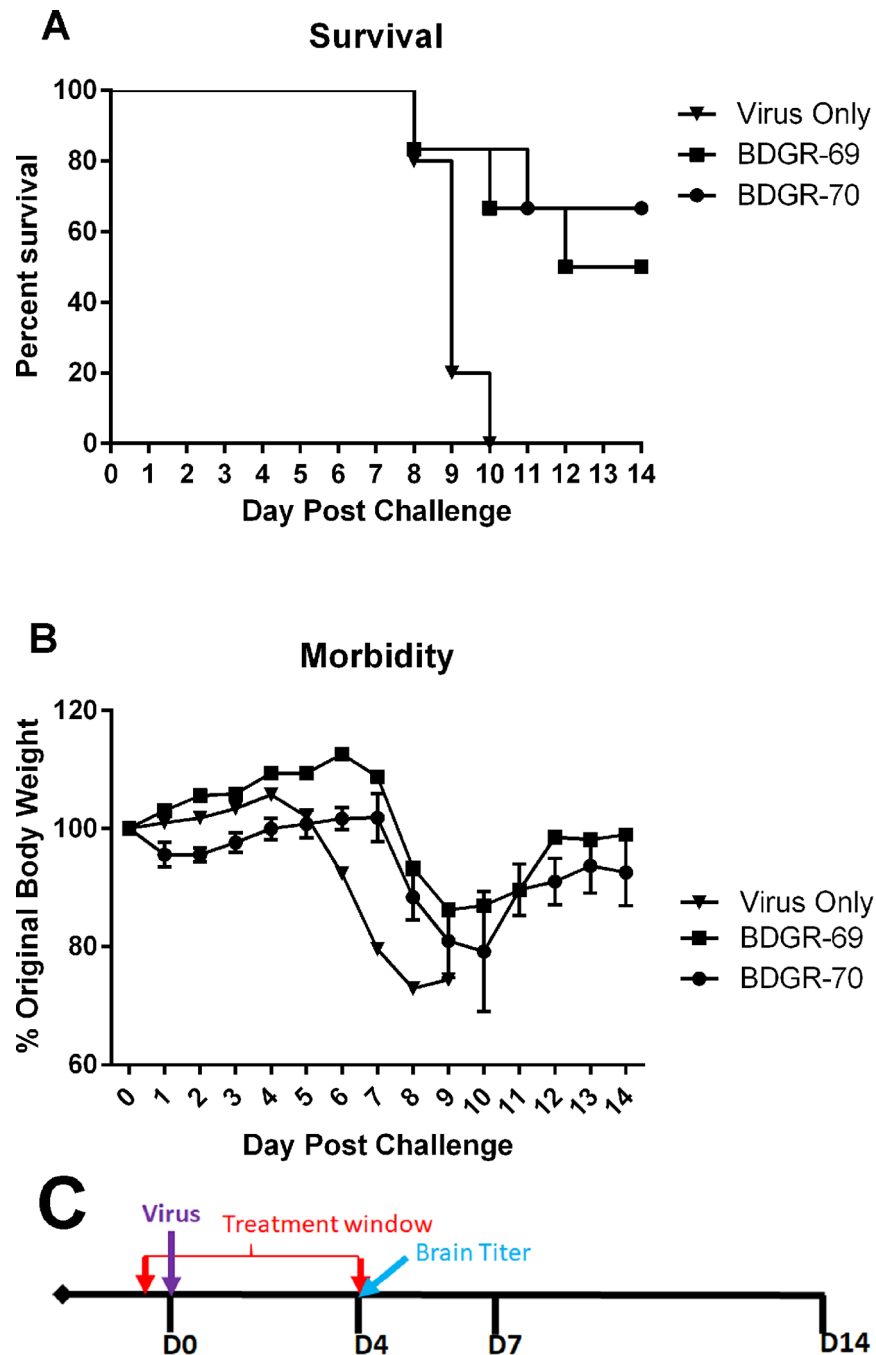 A
Survival
100
80
60
40
20
0
Percent survival
0 1 2 3 4 5 6 7 8 9 10 11 12 13 14
Day Post Challenge
Virus Only
BDGR-69
BDGR-70
B
Morbidity
120
100
80
60
% Original Body Weight
0 1 2 3 4 5 6 7 8 9 10 11 12 13 14
Day Post Challenge
Virus Only
BDGR-69
BDGR-70
C
Virus
Treatment window
Brain Titer
D0 D4 D7 D14